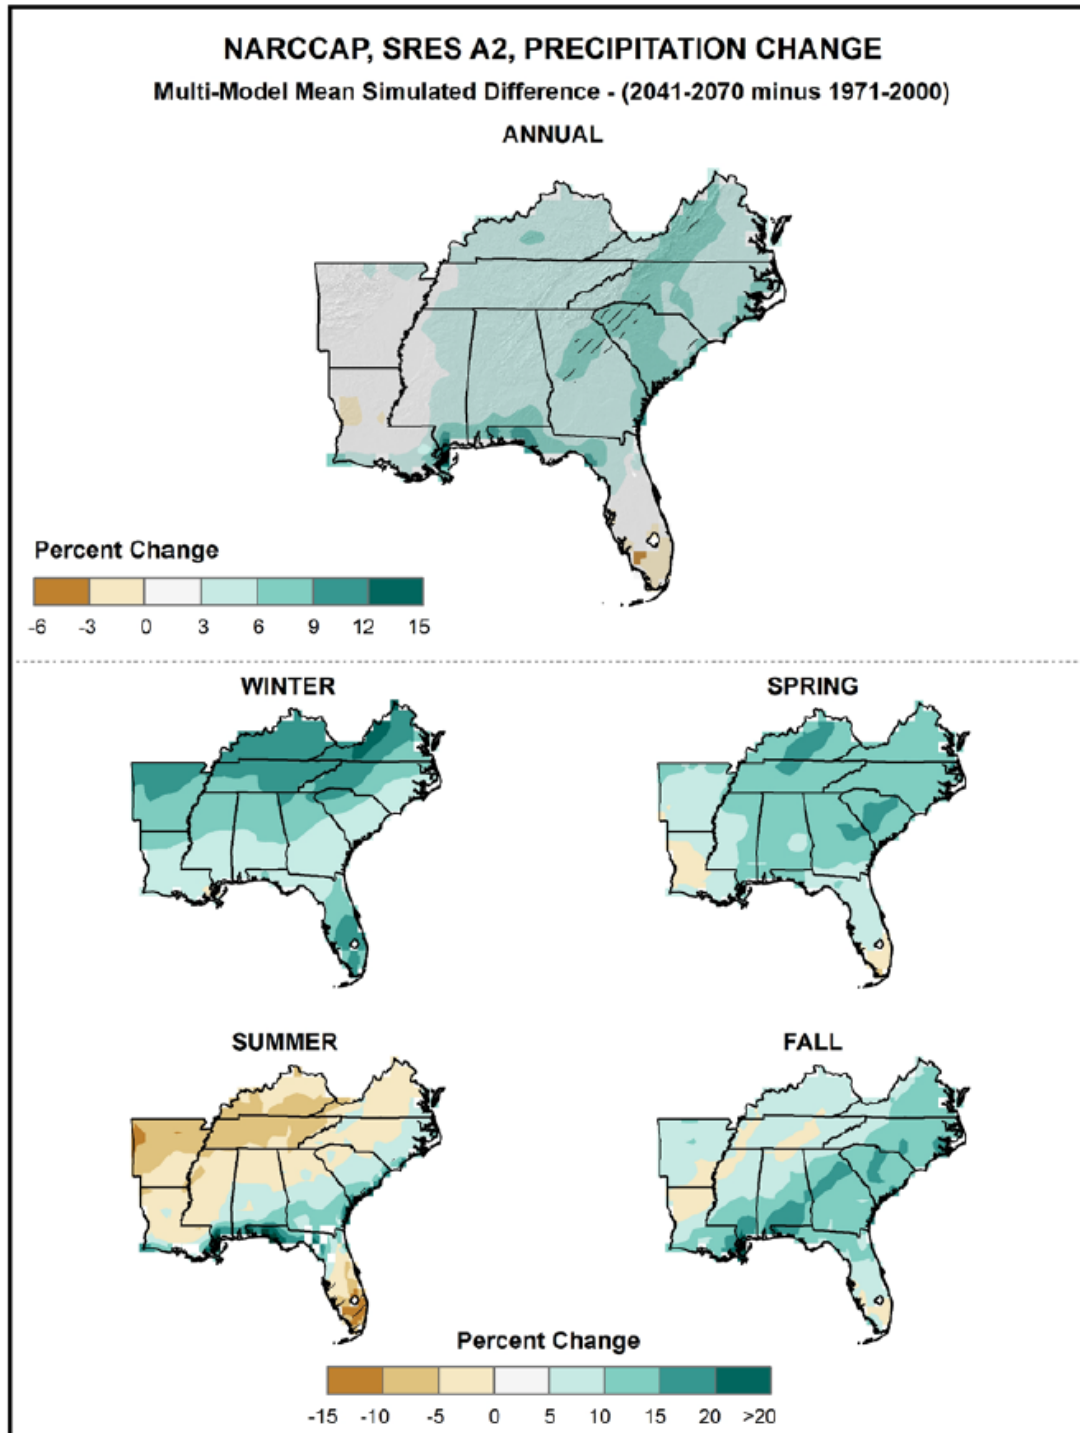 NARCCAP, SRES A2, PRECIPITATION CHANGE
Multi-Model Mean Simulated Difference - (2041-2070 minus 1971-2000)
ANNUAL
Percent Change
-6 -3 0 3 6 9 12 15
WINTER SPRING
SUMMER FALL
Percent Change
-15 -10 -5 0 5 10 15 20 >20